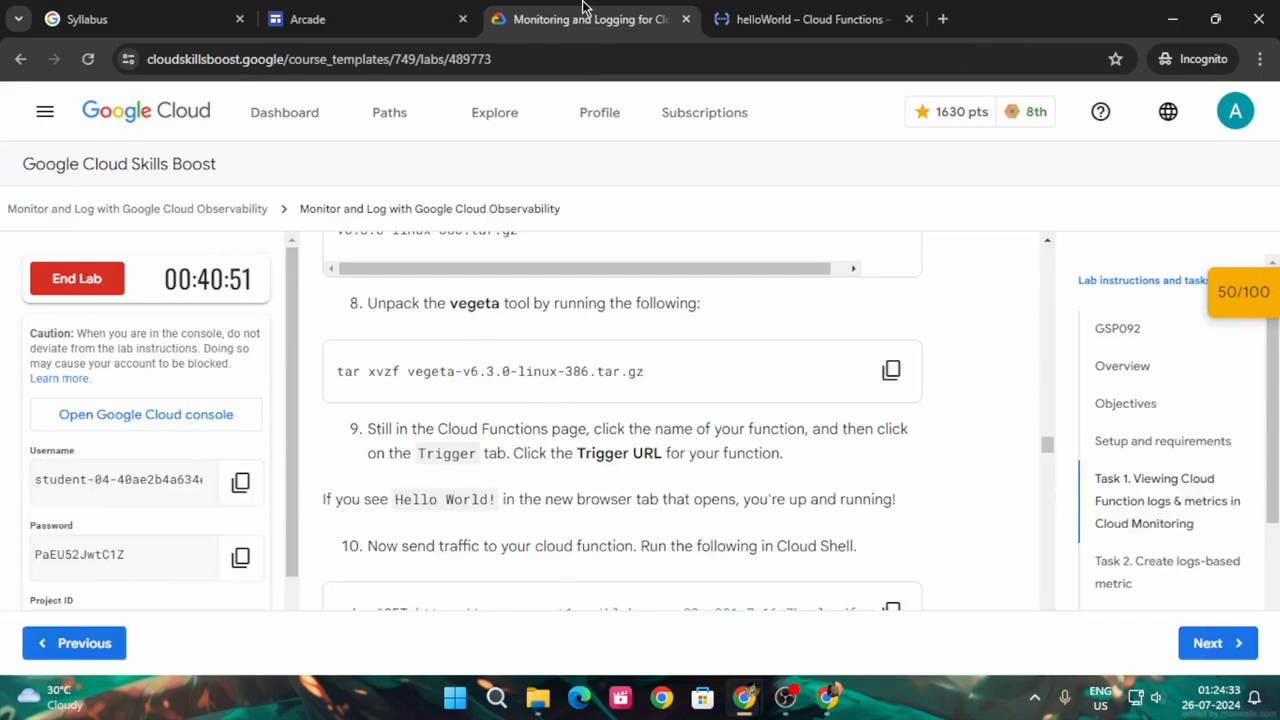 Syllabus
Arcade
Monitoring and Logging for Clo
helloWorld – Cloud Functions –
cloudskillsboost.google/course_templates/749/labs/489773
Incognito
Google Cloud
Dashboard
Paths
Explore
Profile
Subscriptions
1630 pts
8th
A
Google Cloud Skills Boost
Monitor and Log with Google Cloud Observability
Monitor and Log with Google Cloud Observability
End Lab
00:40:51
Caution: When you are in the console, do not
deviate from the lab instructions. Doing so
may cause your account to be blocked.
Learn more.
Open Google Cloud console
Username
student-04-40ae2b4a634
Password
PaEU52JwtC1Z
Project ID
v6.3.0-linux-386.tar.gz
8. Unpack the vegeta tool by running the following:
tar xvzf vegeta-v6.3.0-linux-386.tar.gz
9. Still in the Cloud Functions page, click the name of your function, and then click
on the Trigger tab. Click the Trigger URL for your function.
If you see Hello World! in the new browser tab that opens, you're up and running!
10. Now send traffic to your cloud function. Run the following in Cloud Shell.
Lab instructions and tasks
50/100
GSP092
Overview
Objectives
Setup and requirements
Task 1. Viewing Cloud
Function logs & metrics in
Cloud Monitoring
Task 2. Create logs-based
metric
Previous
Next
30°C
Cloudy
ENG
US
01:24:33
26-07-2024